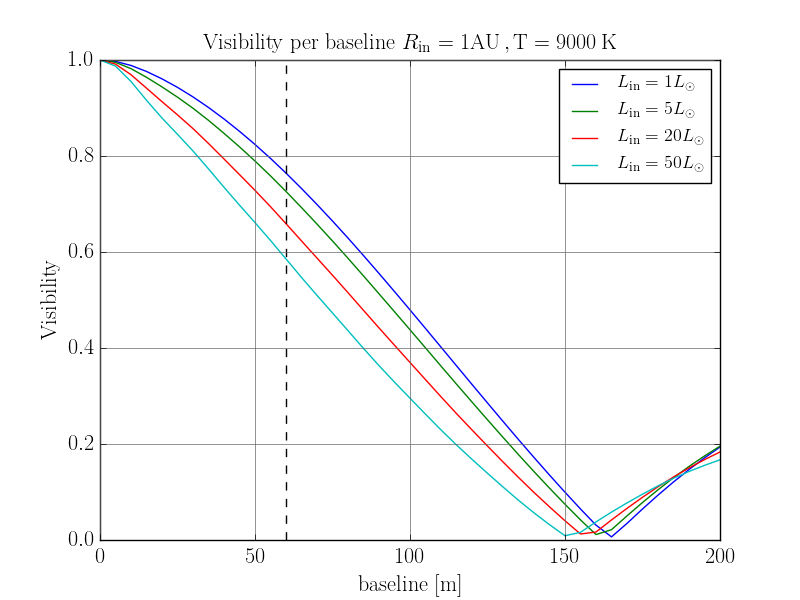 Visibility per baseline R_in = 1AU , T = 9000 K
1.0
0.8
0.6
0.4
0.2
0.0
Visibility
L_in = 1L_⊙
L_in = 5L_⊙
L_in = 20L_⊙
L_in = 50L_⊙
0 50 100 150 200
baseline [m]